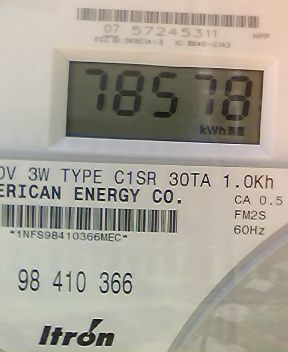 07 57245311
78578
kWh
0V 3W TYPE C1SR 30TA 1.0Kh
ERICAN ENERGY CO.
CA 0.5
FM2S
60Hz
*1NFS98410366MEC*
98 410 366
Itrón